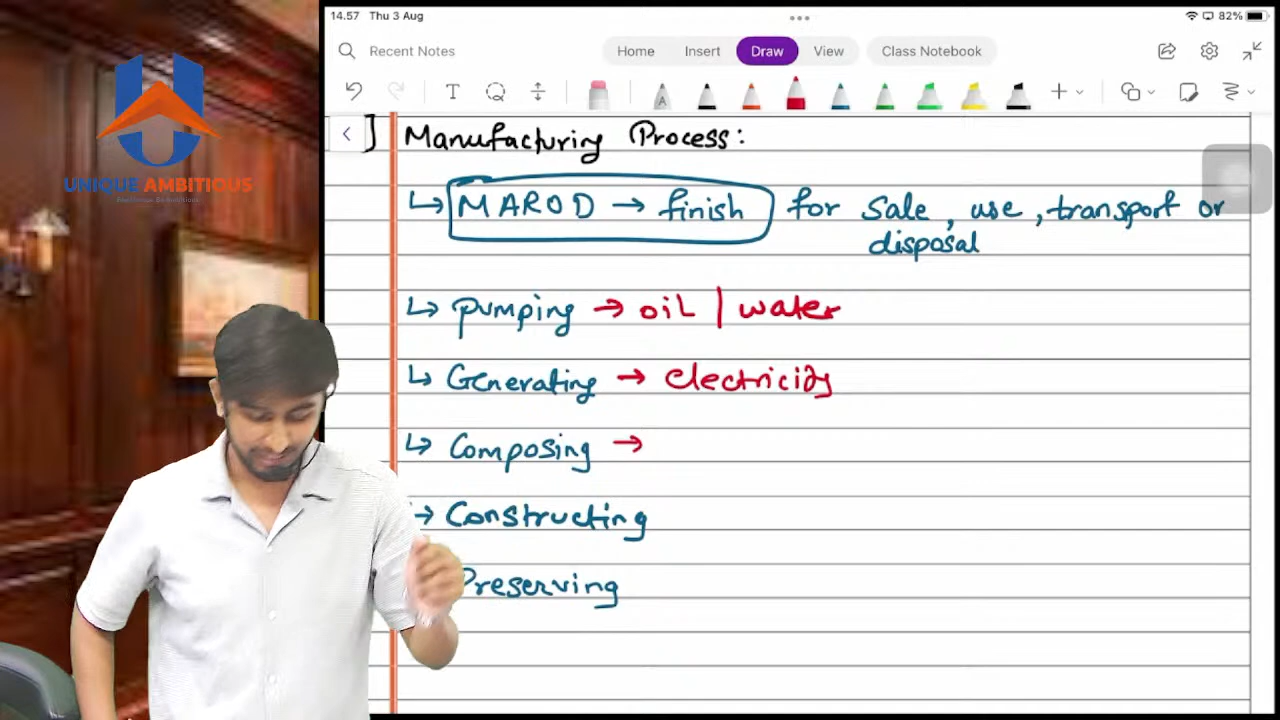 14.57 Thu 3 Aug
82%
Recent Notes
Home Insert Draw View Class Notebook
UNIQUE AMBITIOUS
] Manufacturing Process:
↳ MAROD → finish for Sale, use, transport or
disposal
↳ pumping → oil | water
↳ Generating → electricity
↳ Composing →
→ Constructing
Preserving